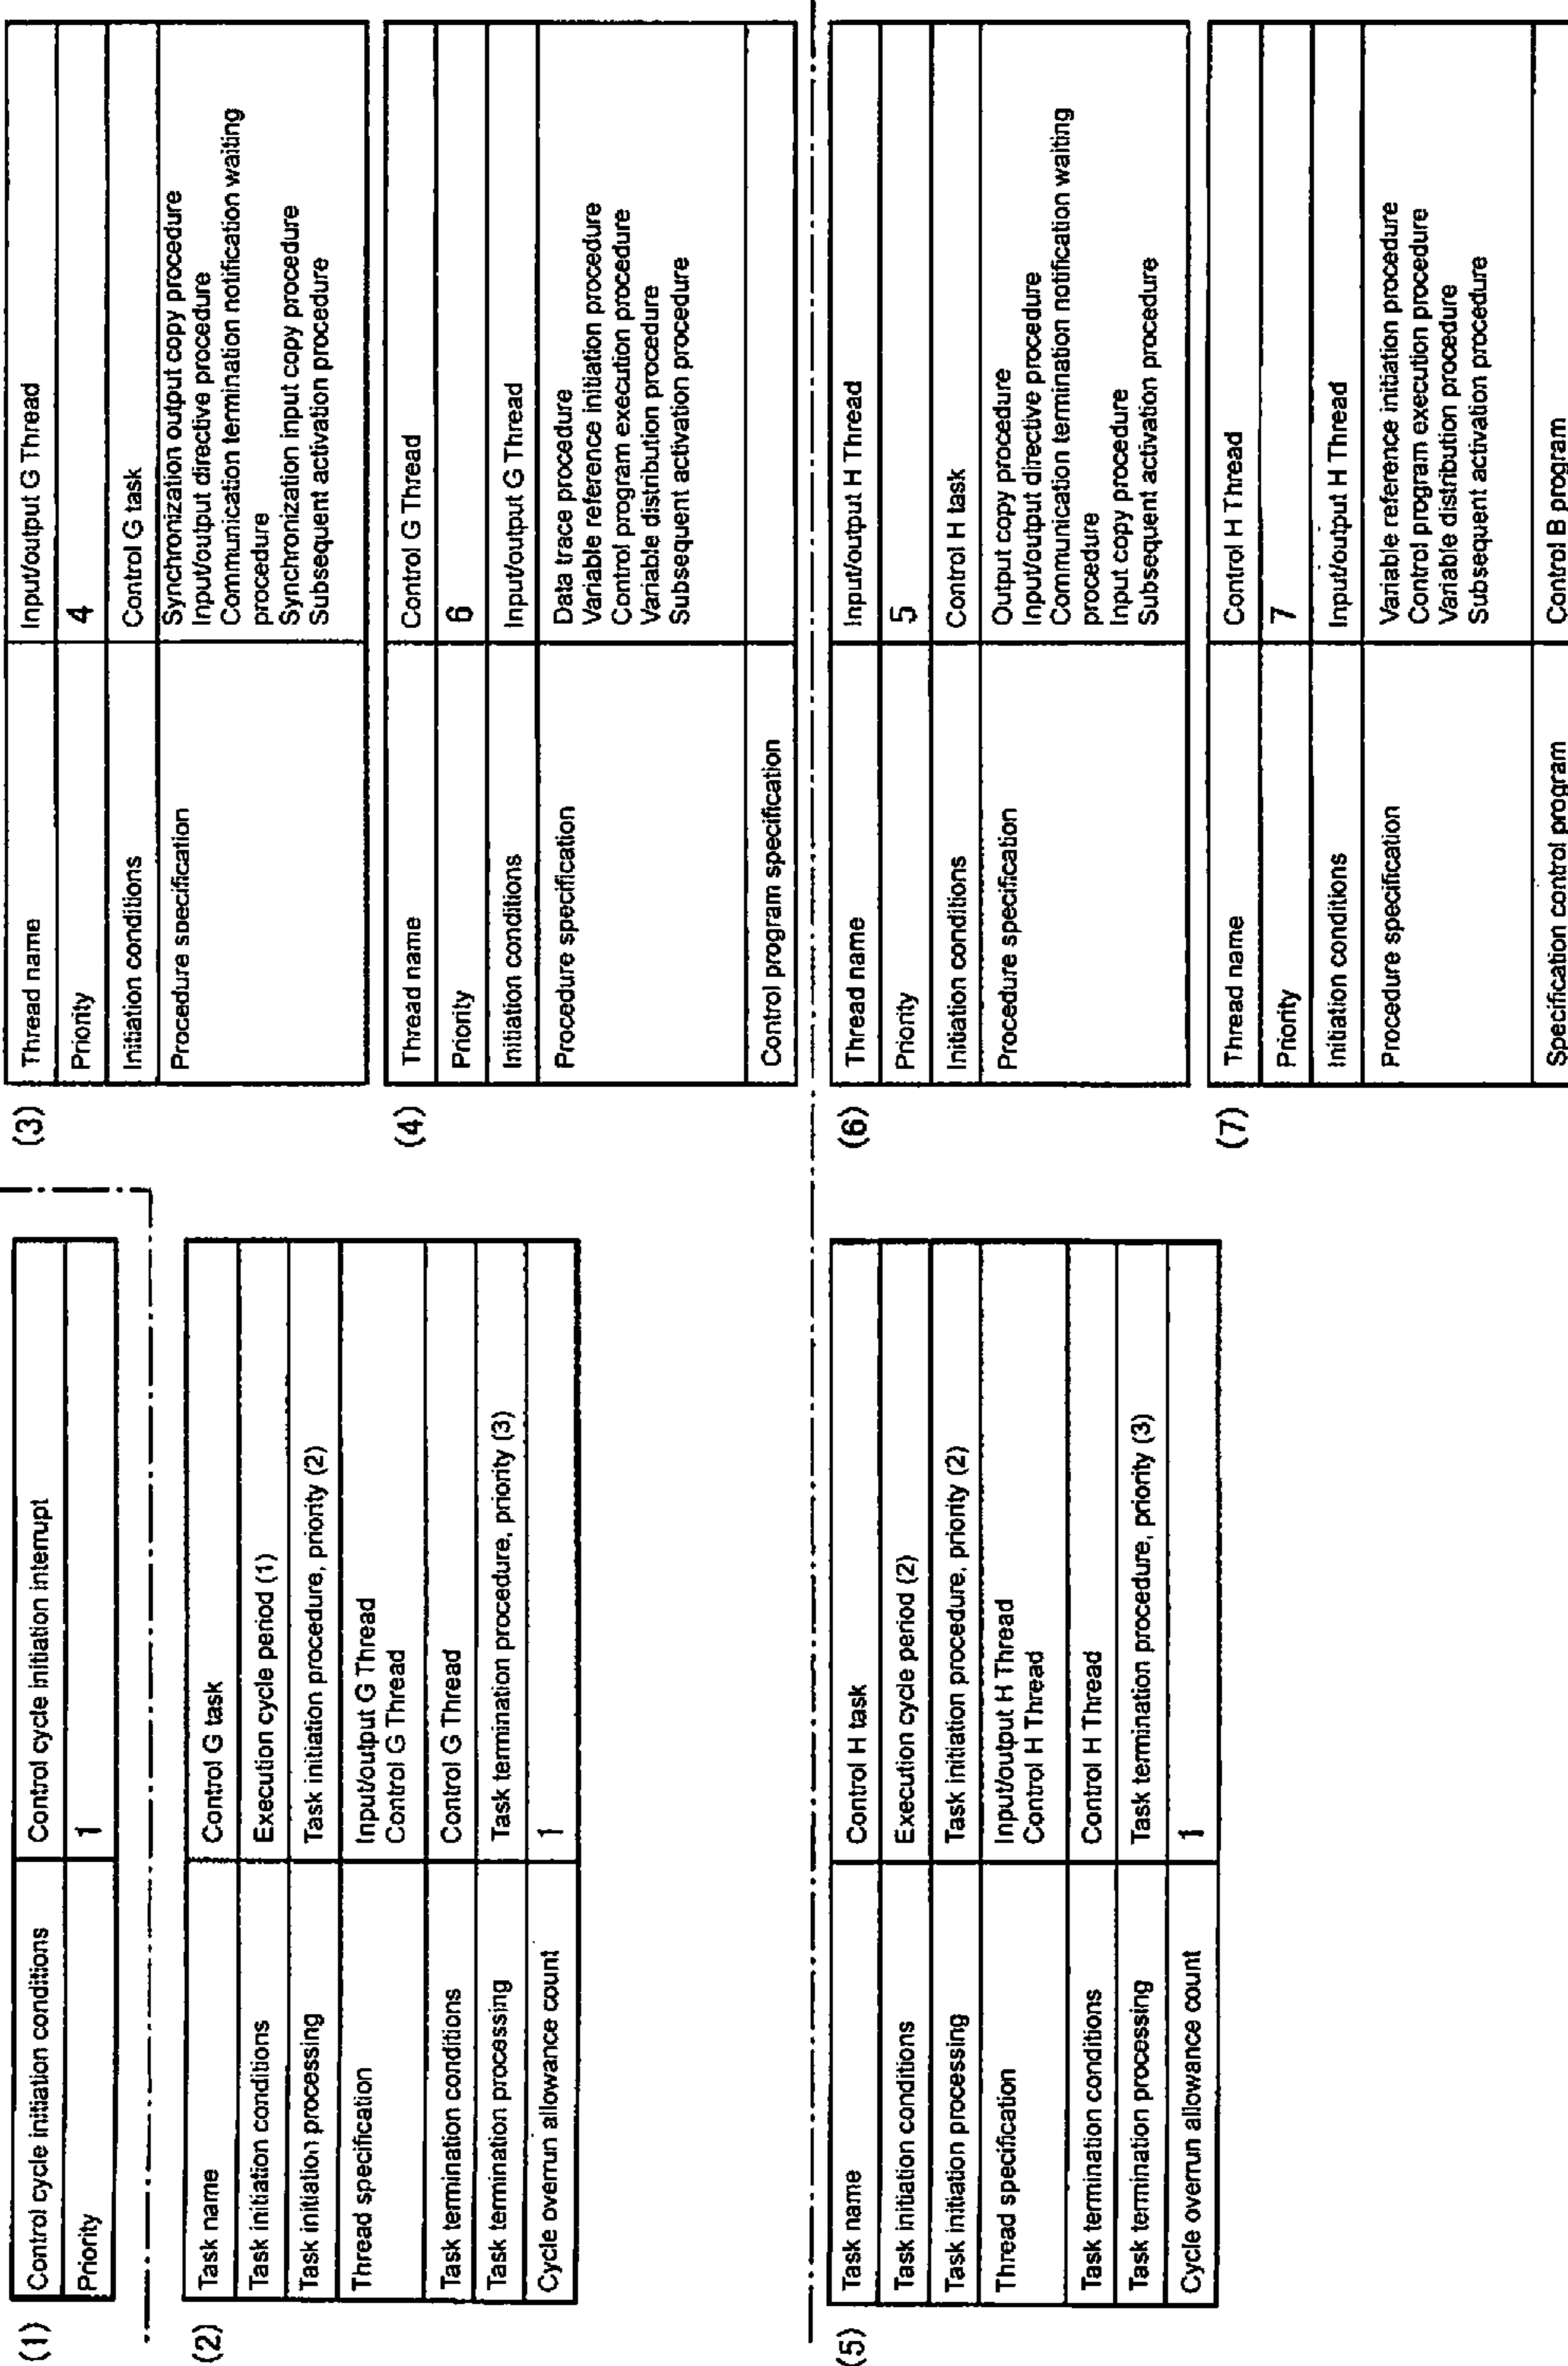 (1)
Control cycle initiation conditions
Control cycle initiation interrupt
Priority
1
(2)
Task name
Control G task
Task initiation conditions
Execution cycle period (1)
Task initiation processing
Task initiation procedure, priority (2)
Thread specification
Input/output G Thread
Control G Thread
Task termination conditions
Control G Thread
Task termination processing
Task termination procedure, priority (3)
Cycle overrun allowance count
1
(3)
Thread name
Input/output G Thread
Priority
4
Initiation conditions
Control G task
Procedure specification
Synchronization output copy procedure
Input/output directive procedure
Communication termination notification waiting
procedure
Synchronization input copy procedure
Subsequent activation procedure
(4)
Thread name
Control G Thread
Priority
6
Initiation conditions
Input/output G Thread
Procedure specification
Data trace procedure
Variable reference initiation procedure
Control program execution procedure
Variable distribution procedure
Subsequent activation procedure
Control program specification
(5)
Task name
Control H task
Task initiation conditions
Execution cycle period (2)
Task initiation processing
Task initiation procedure, priority (2)
Thread specification
Input/output H Thread
Control H Thread
Task termination conditions
Control H Thread
Task termination processing
Task termination procedure, priority (3)
Cycle overrun allowance count
1
(6)
Thread name
Input/output H Thread
Priority
5
Initiation conditions
Control H task
Procedure specification
Output copy procedure
Input/output directive procedure
Communication termination notification waiting
procedure
Input copy procedure
Subsequent activation procedure
(7)
Thread name
Control H Thread
Priority
7
Initiation conditions
Input/output H Thread
Procedure specification
Variable reference initiation procedure
Control program execution procedure
Variable distribution procedure
Subsequent activation procedure
Specification control program
Control B program